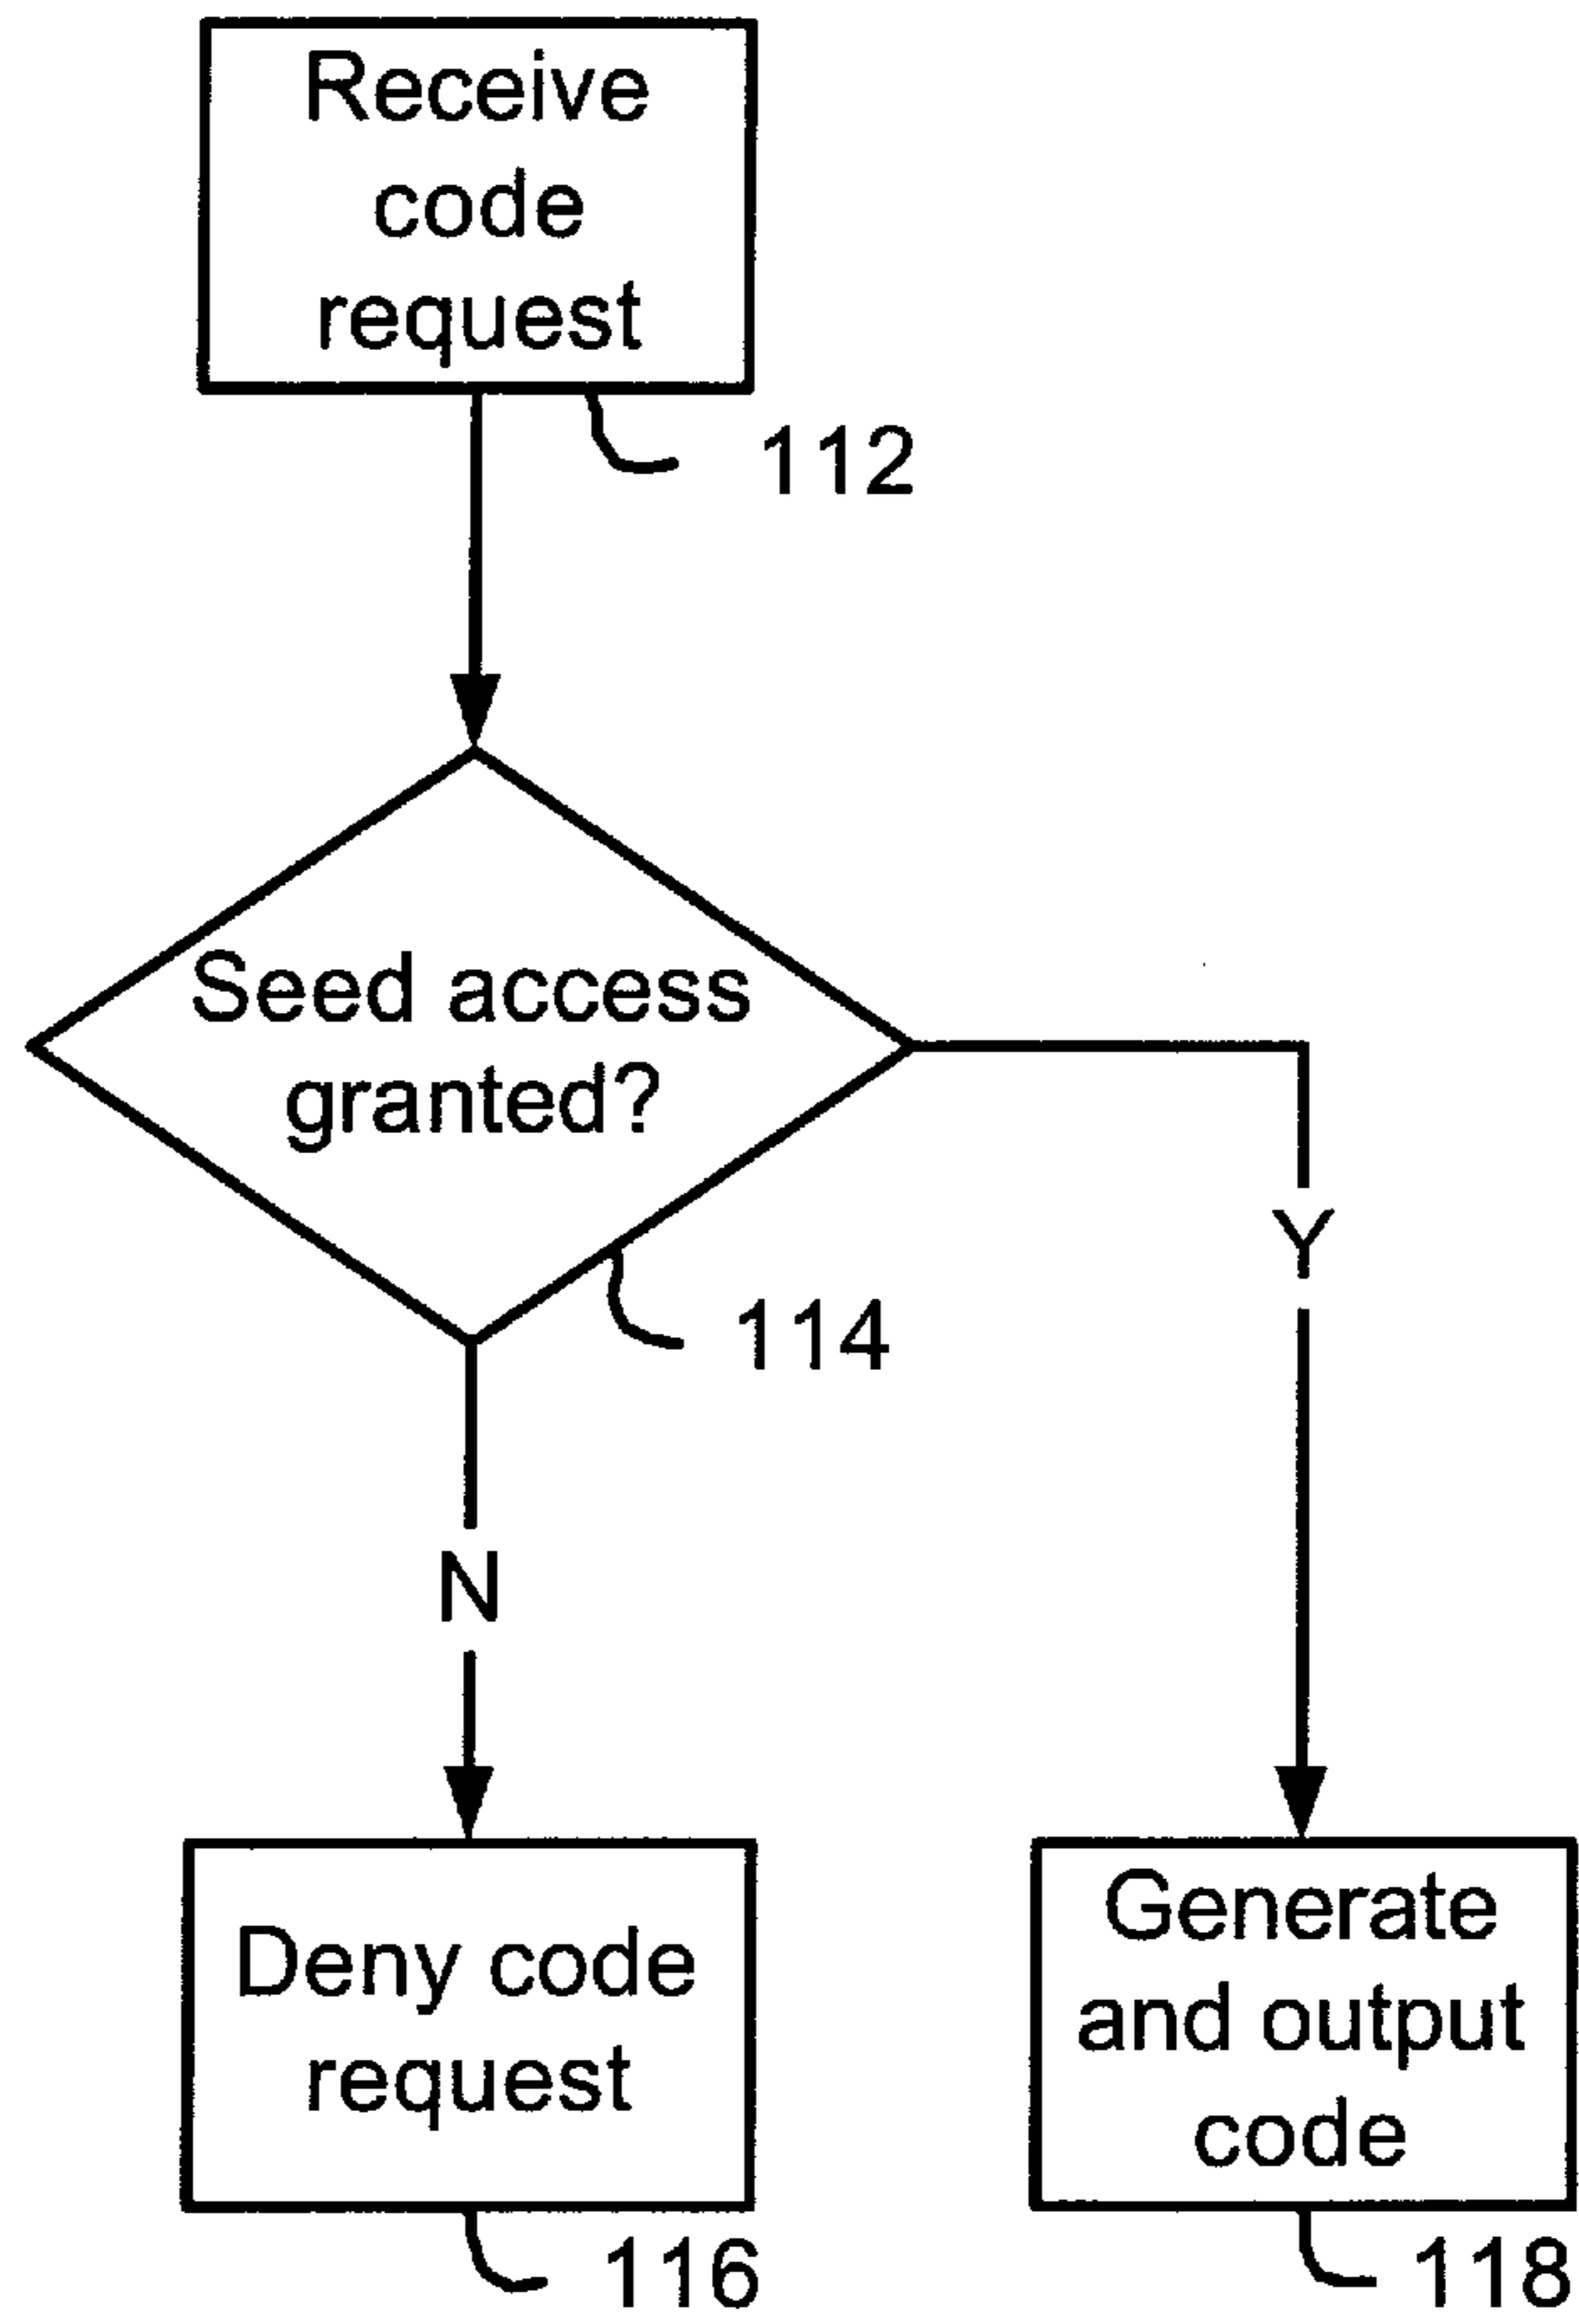 Receive
code
request
112
Seed access
granted?
Y
114
N
Deny code
request
116
Generate
and output
code
118